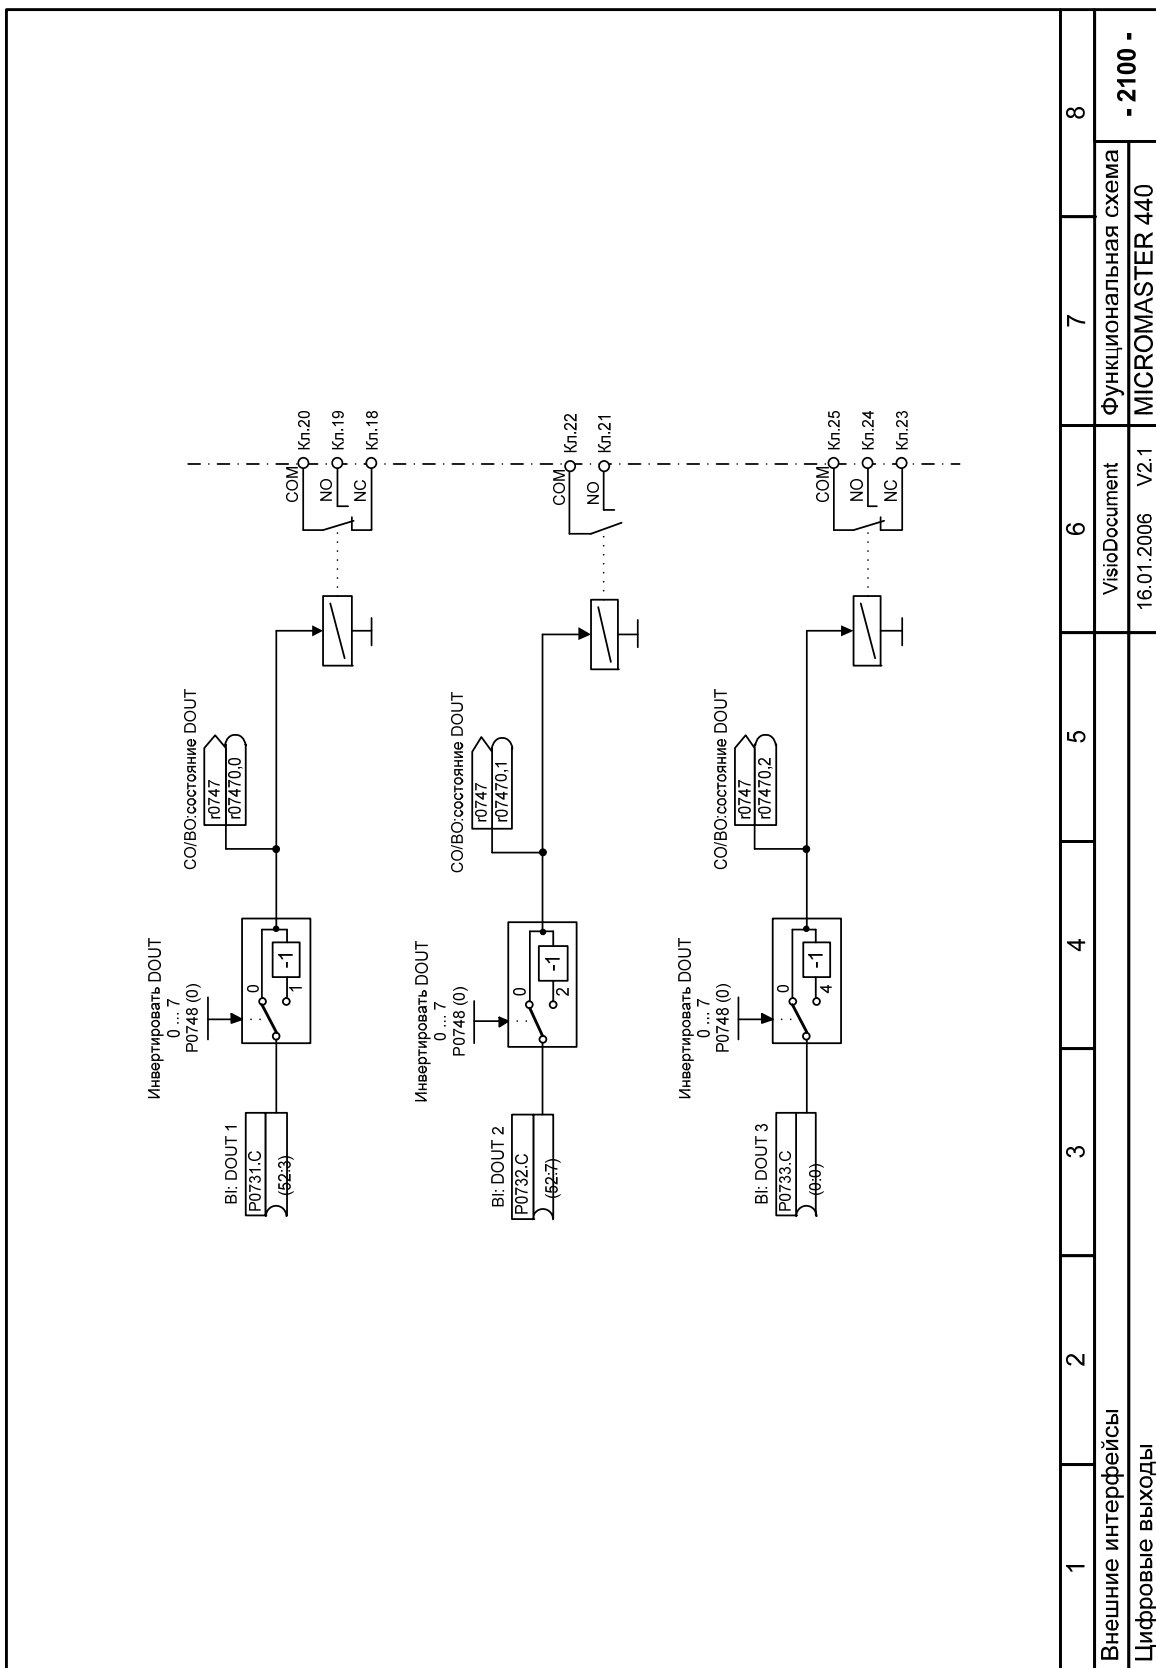 Инвертировать DOUT
0 ... 7
P0748 (0)
CO/BO:состояние DOUT
r0747
r07470,0
BI: DOUT 1
P0731.C
(52:3)
0
1
-1
COM
Кл.20
NO
Кл.19
NC
Кл.18
Инвертировать DOUT
0 ... 7
P0748 (0)
CO/BO:состояние DOUT
r0747
r07470,1
BI: DOUT 2
P0732.C
(52:7)
0
2
-1
COM
Кл.22
NO
Кл.21
Инвертировать DOUT
0 ... 7
P0748 (0)
CO/BO:состояние DOUT
r0747
r07470,2
BI: DOUT 3
P0733.C
(0:0)
0
4
-1
COM
Кл.25
NO
Кл.24
NC
Кл.23
1 2 3 4 5 6 7 8
Внешние интерфейсы
VisioDocument
Функциональная схема
- 2100 -
Цифровые выходы
16.01.2006 V2.1
MICROMASTER 440